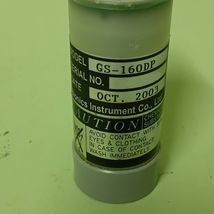 MODEL GS-160DP
SERIAL NO.
DATE OCT. 2003
Instrument Co., L
CAUTION
AVOID CONTACT WITH
EYES & CLOTHING
IN CASE OF CONTACT
WASH IMMEDIATELY